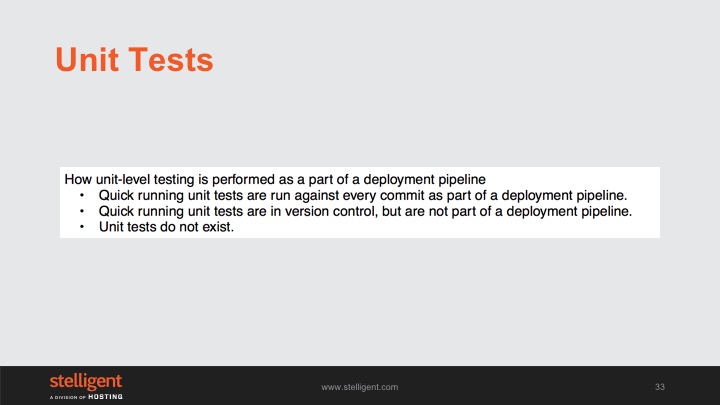 Unit Tests
How unit-level testing is performed as a part of a deployment pipeline
• Quick running unit tests are run against every commit as part of a deployment pipeline.
• Quick running unit tests are in version control, but are not part of a deployment pipeline.
• Unit tests do not exist.
stelligent
A DIVISION OF HOSTING
www.stelligent.com
33